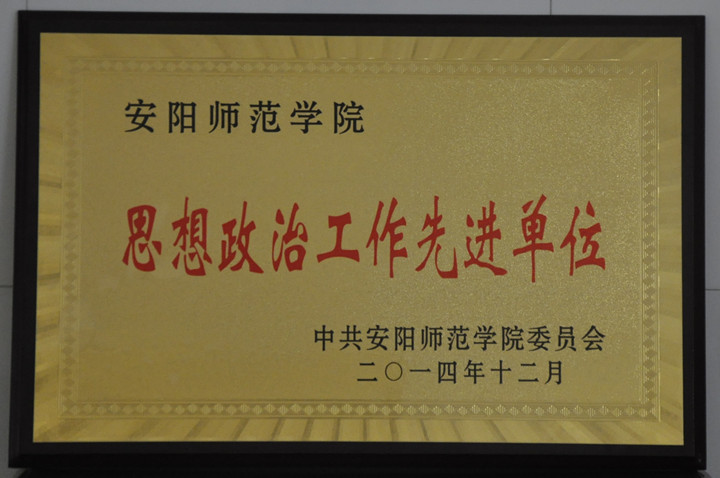 安阳师范学院
思想政治工作先进单位
中共安阳师范学院委员会
二〇一四年十二月